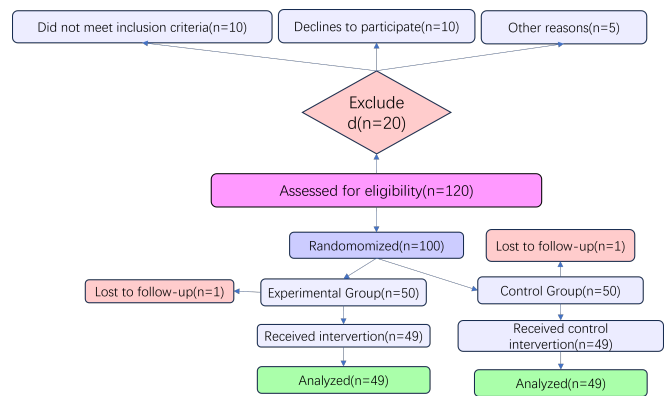 Did not meet inclusion criteria(n=10)
Declines to participate(n=10)
Other reasons(n=5)
Exclude
d(n=20)
Assessed for eligibility(n=120)
Randomomized(n=100)
Lost to follow-up(n=1)
Lost to follow-up(n=1)
Experimental Group(n=50)
Control Group(n=50)
Received intervertion(n=49)
Received control
intervention(n=49)
Analyzed(n=49)
Analyzed(n=49)